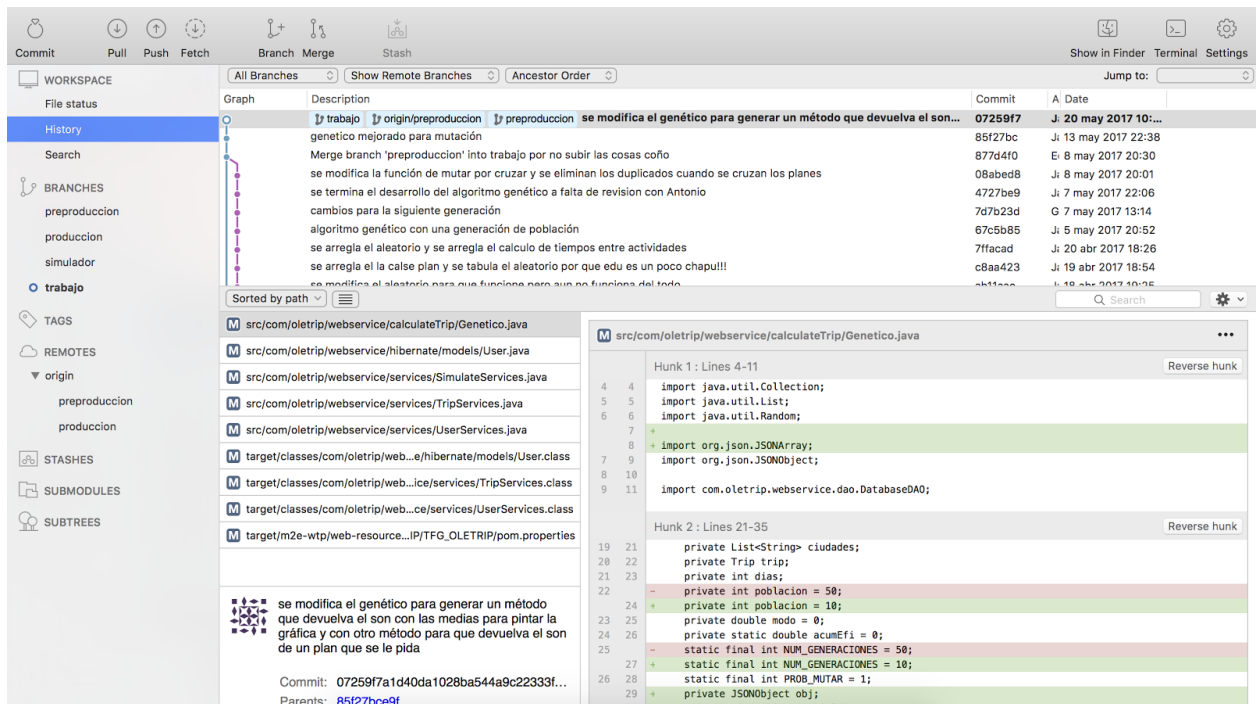 Commit Pull Push Fetch Branch Merge Stash Show in Finder Terminal Settings
WORKSPACE
File status
History
Search
BRANCHES
preproduccion
produccion
simulador
trabajo
TAGS
REMOTES
origin
preproduccion
produccion
STASHES
SUBMODULES
SUBTREES
All Branches Show Remote Branches Ancestor Order Jump to:
Graph Description Commit A Date
trabajo origin/preproduccion preproduccion se modifica el genético para generar un método que devuelva el son... 07259f7 20 may 2017 10:...
genetico mejorado para mutación 85f27bc 13 may 2017 22:38
Merge branch 'preproduccion' into trabajo por no subir las cosas coño 877d4f0 8 may 2017 20:30
se modifica la función de mutar por cruzar y se eliminan los duplicados cuando se cruzan los planes 08abed8 8 may 2017 20:01
se termina el desarrollo del algoritmo genético a falta de revision con Antonio 4727be9 7 may 2017 22:06
cambios para la siguiente generación 7d7b23d G 7 may 2017 13:14
algoritmo genético con una generación de población 67c5b85 5 may 2017 20:52
se arregla el aleatorio y se arregla el calculo de tiempos entre actividades 7ffacad 20 abr 2017 18:26
se arregla el la calse plan y se tabula el aleatorio por que edu es un poco chapu!!! c8aa423 19 abr 2017 18:54
se modifica el aleatorio para que funcione pero aun no funciona del todo
Sorted by path Search
src/com/oletrip/webservice/calculateTrip/Genetico.java
M src/com/oletrip/webservice/hibernate/models/User.java
M src/com/oletrip/webservice/services/SimulateServices.java
M src/com/oletrip/webservice/services/TripServices.java
M src/com/oletrip/webservice/services/UserServices.java
M target/classes/com/oletrip/web...e/hibernate/models/User.class
M target/classes/com/oletrip/web...ice/services/TripServices.class
M target/classes/com/oletrip/web...ce/services/UserServices.class
M target/m2e-wtp/web-resource...IP/TFG_OLETRIP/pom.properties
se modifica el genético para generar un método
que devuelva el son con las medias para pintar la
gráfica y con otro método para que devuelva el son
de un plan que se le pida
Commit: 07259f7a1d40da1028ba544a9c22333f...
Parents: 85f27bce9f
M src/com/oletrip/webservice/calculateTrip/Genetico.java •••
Hunk 1 : Lines 4-11 Reverse hunk
4 4 import java.util.Collection;
5 5 import java.util.List;
6 6 import java.util.Random;
7 +
8 + import org.json.JSONArray;
7 9 import org.json.JSONObject;
8 10
9 11 import com.oletrip.webservice.dao.DatabaseDAO;
Hunk 2 : Lines 21-35 Reverse hunk
19 21 private List<String> ciudades;
20 22 private Trip trip;
21 23 private int dias;
22 - private int poblacion = 50;
24 + private int poblacion = 10;
23 25 private double modo = 0;
24 26 private static double acumEfi = 0;
25 - static final int NUM_GENERACIONES = 50;
27 + static final int NUM_GENERACIONES = 10;
26 28 static final int PROB_MUTAR = 1;
29 + private JSONObject obj;